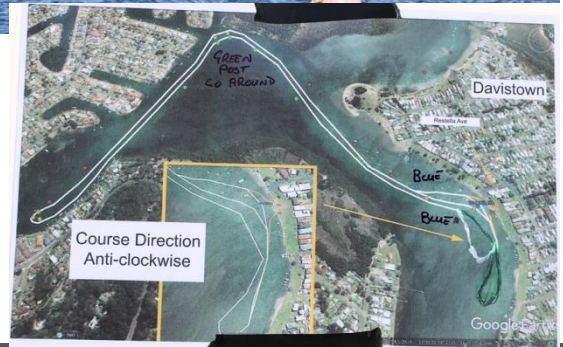 GREEN
POST
GO AROUND
Davistown
Restella Ave
BLUE
BLUE
Course Direction
Anti-clockwise
Google Earth